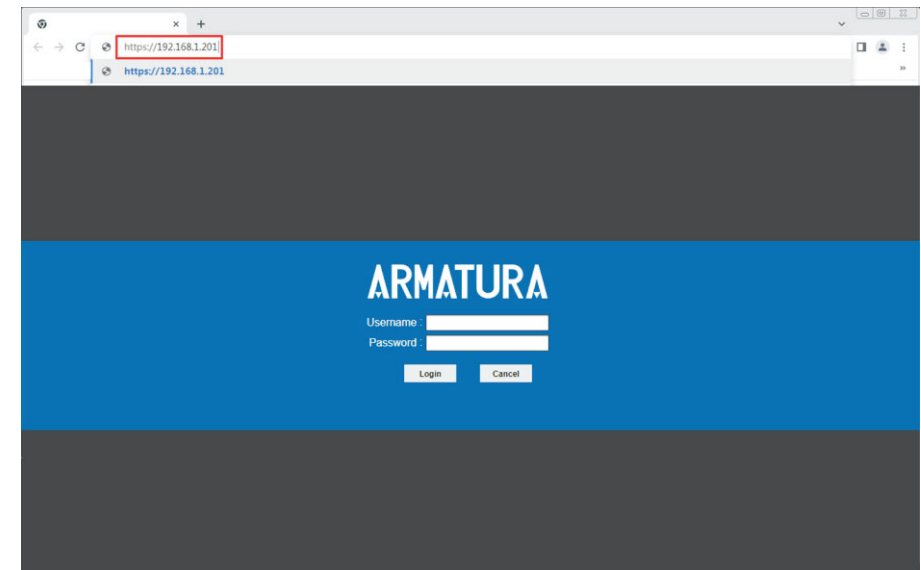 https://192.168.1.201
https://192.168.1.201
ARMATURA
Username :
Password :
Login Cancel